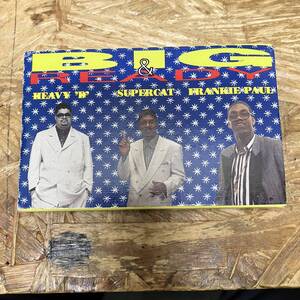 BIG
&
READY
HEAVY "D" SUPERCAT FRANKIE PAUL